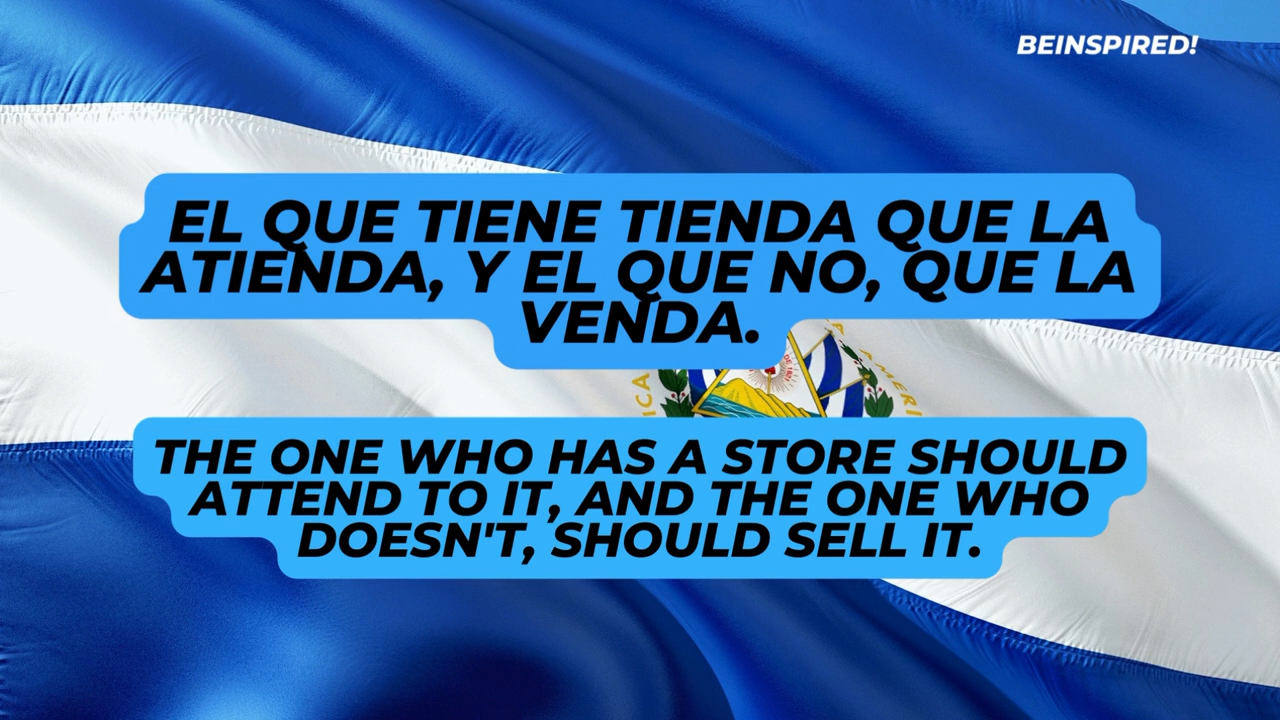 BEINSPIRED!
EL QUE TIENE TIENDA QUE LA
ATIENDA, Y EL QUE NO, QUE LA
VENDA.
THE ONE WHO HAS A STORE SHOULD
ATTEND TO IT, AND THE ONE WHO
DOESN'T, SHOULD SELL IT.